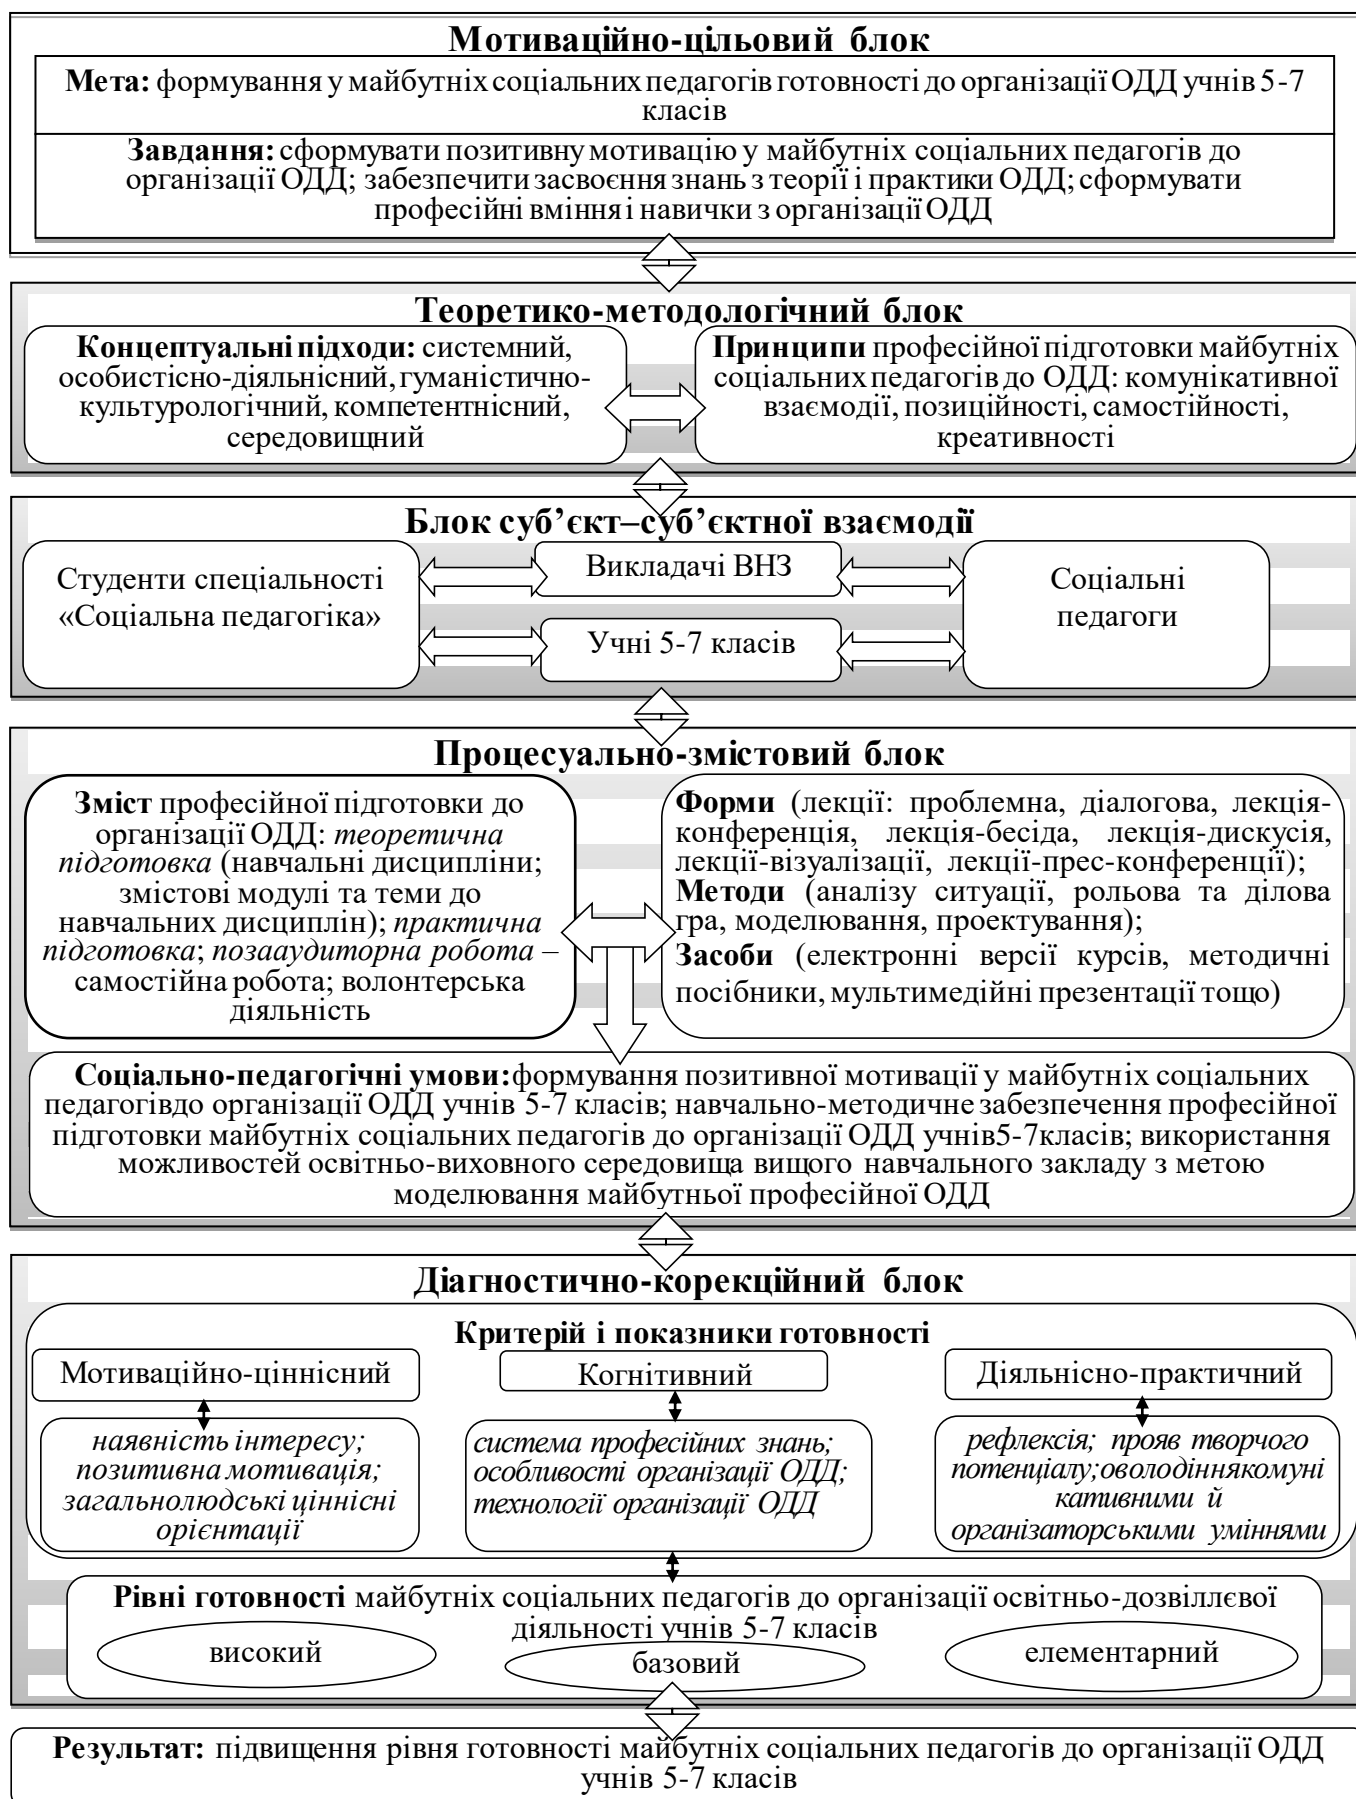 Мотиваційно-цільовий блок
Мета: формування у майбутніх соціальних педагогів готовності до організації ОДД учнів 5-7
класів
Завдання: сформувати позитивну мотивацію у майбутніх соціальних педагогів до
організації ОДД; забезпечити засвоєння знань з теорії і практики ОДД; сформувати
професійні вміння і навички з організації ОДД
Теоретико-методологічний блок
Концептуальні підходи: системний,
особистісно-діяльнісний, гуманістично-
культурологічний, компетентнісний,
середовищний
Принципи професійної підготовки майбутніх
соціальних педагогів до ОДД: комунікативної
взаємодії, позиційності, самостійності,
креативності
Блок суб’єкт–суб’єктної взаємодії
Студенти спеціальності
«Соціальна педагогіка»
Викладачі ВНЗ
Учні 5-7 класів
Соціальні
педагоги
Процесуально-змістовий блок
Зміст професійної підготовки до
організації ОДД: теоретична
підготовка (навчальні дисципліни;
змістові модулі та теми до
навчальних дисциплін); практична
підготовка; позааудиторна робота –
самостійна робота; волонтерська
діяльність
Форми (лекції: проблемна, діалогова, лекція-
конференція, лекція-бесіда, лекція-дискусія,
лекції-візуалізації, лекції-прес-конференції);
Методи (аналізу ситуації, рольова та ділова
гра, моделювання, проектування);
Засоби (електронні версії курсів, методичні
посібники, мультимедійні презентації тощо)
Соціально-педагогічні умови:формування позитивної мотивації у майбутніх соціальних
педагогівдо організації ОДД учнів 5-7 класів; навчально-методичне забезпечення професійної
підготовки майбутніх соціальних педагогів до організації ОДД учнів5-7класів; використання
можливостей освітньо-виховного середовища вищого навчального закладу з метою
моделювання майбутньої професійної ОДД
Діагностично-корекційний блок
Критерій і показники готовності
Мотиваційно-ціннісний
Когнітивний
Діяльнісно-практичний
наявність інтересу;
позитивна мотивація;
загальнолюдські ціннісні
орієнтації
система професійних знань;
особливості організації ОДД;
технології організації ОДД
рефлексія; прояв творчого
потенціалу;оволодіннякомуні
кативними й
організаторськими уміннями
Рівні готовності майбутніх соціальних педагогів до організації освітньо-дозвіллєвої
діяльності учнів 5-7 класів
високий
базовий
елементарний
Результат: підвищення рівня готовності майбутніх соціальних педагогів до організації ОДД
учнів 5-7 класів